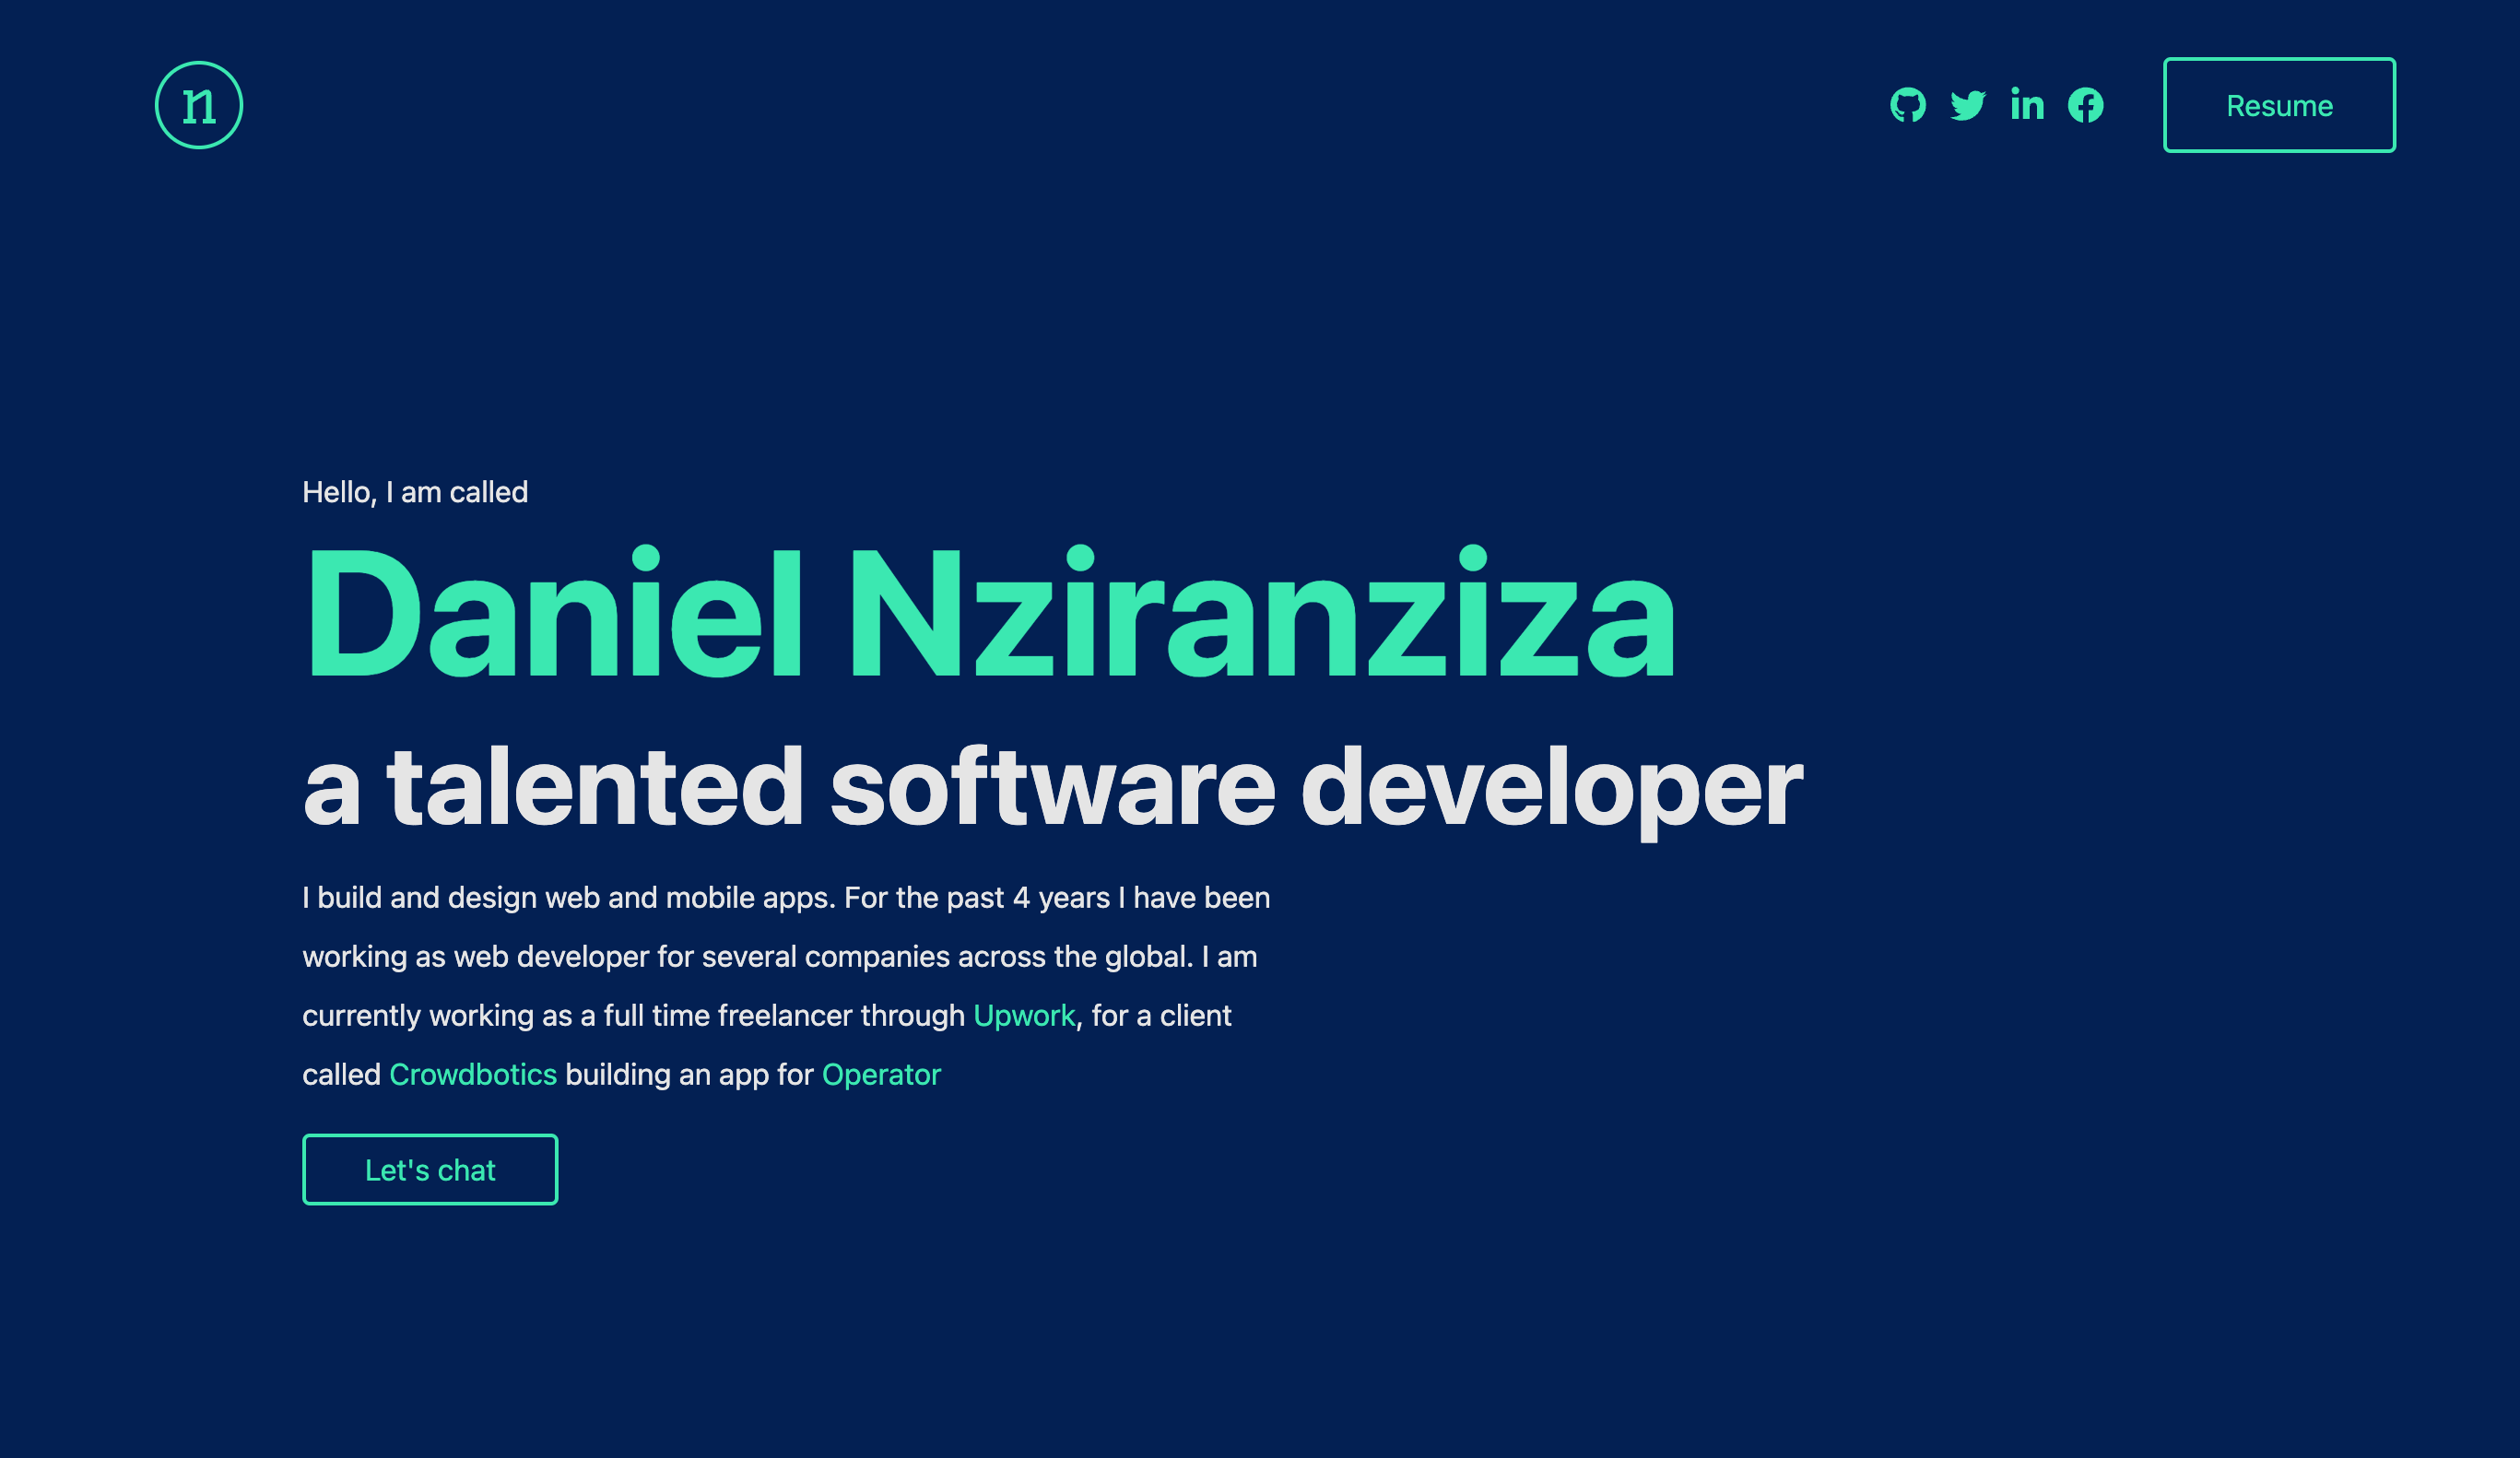 n
Resume
Hello, I am called
Daniel Nziranziza
a talented software developer
I build and design web and mobile apps. For the past 4 years I have been
working as web developer for several companies across the global. I am
currently working as a full time freelancer through Upwork, for a client
called Crowdbotics building an app for Operator
Let's chat